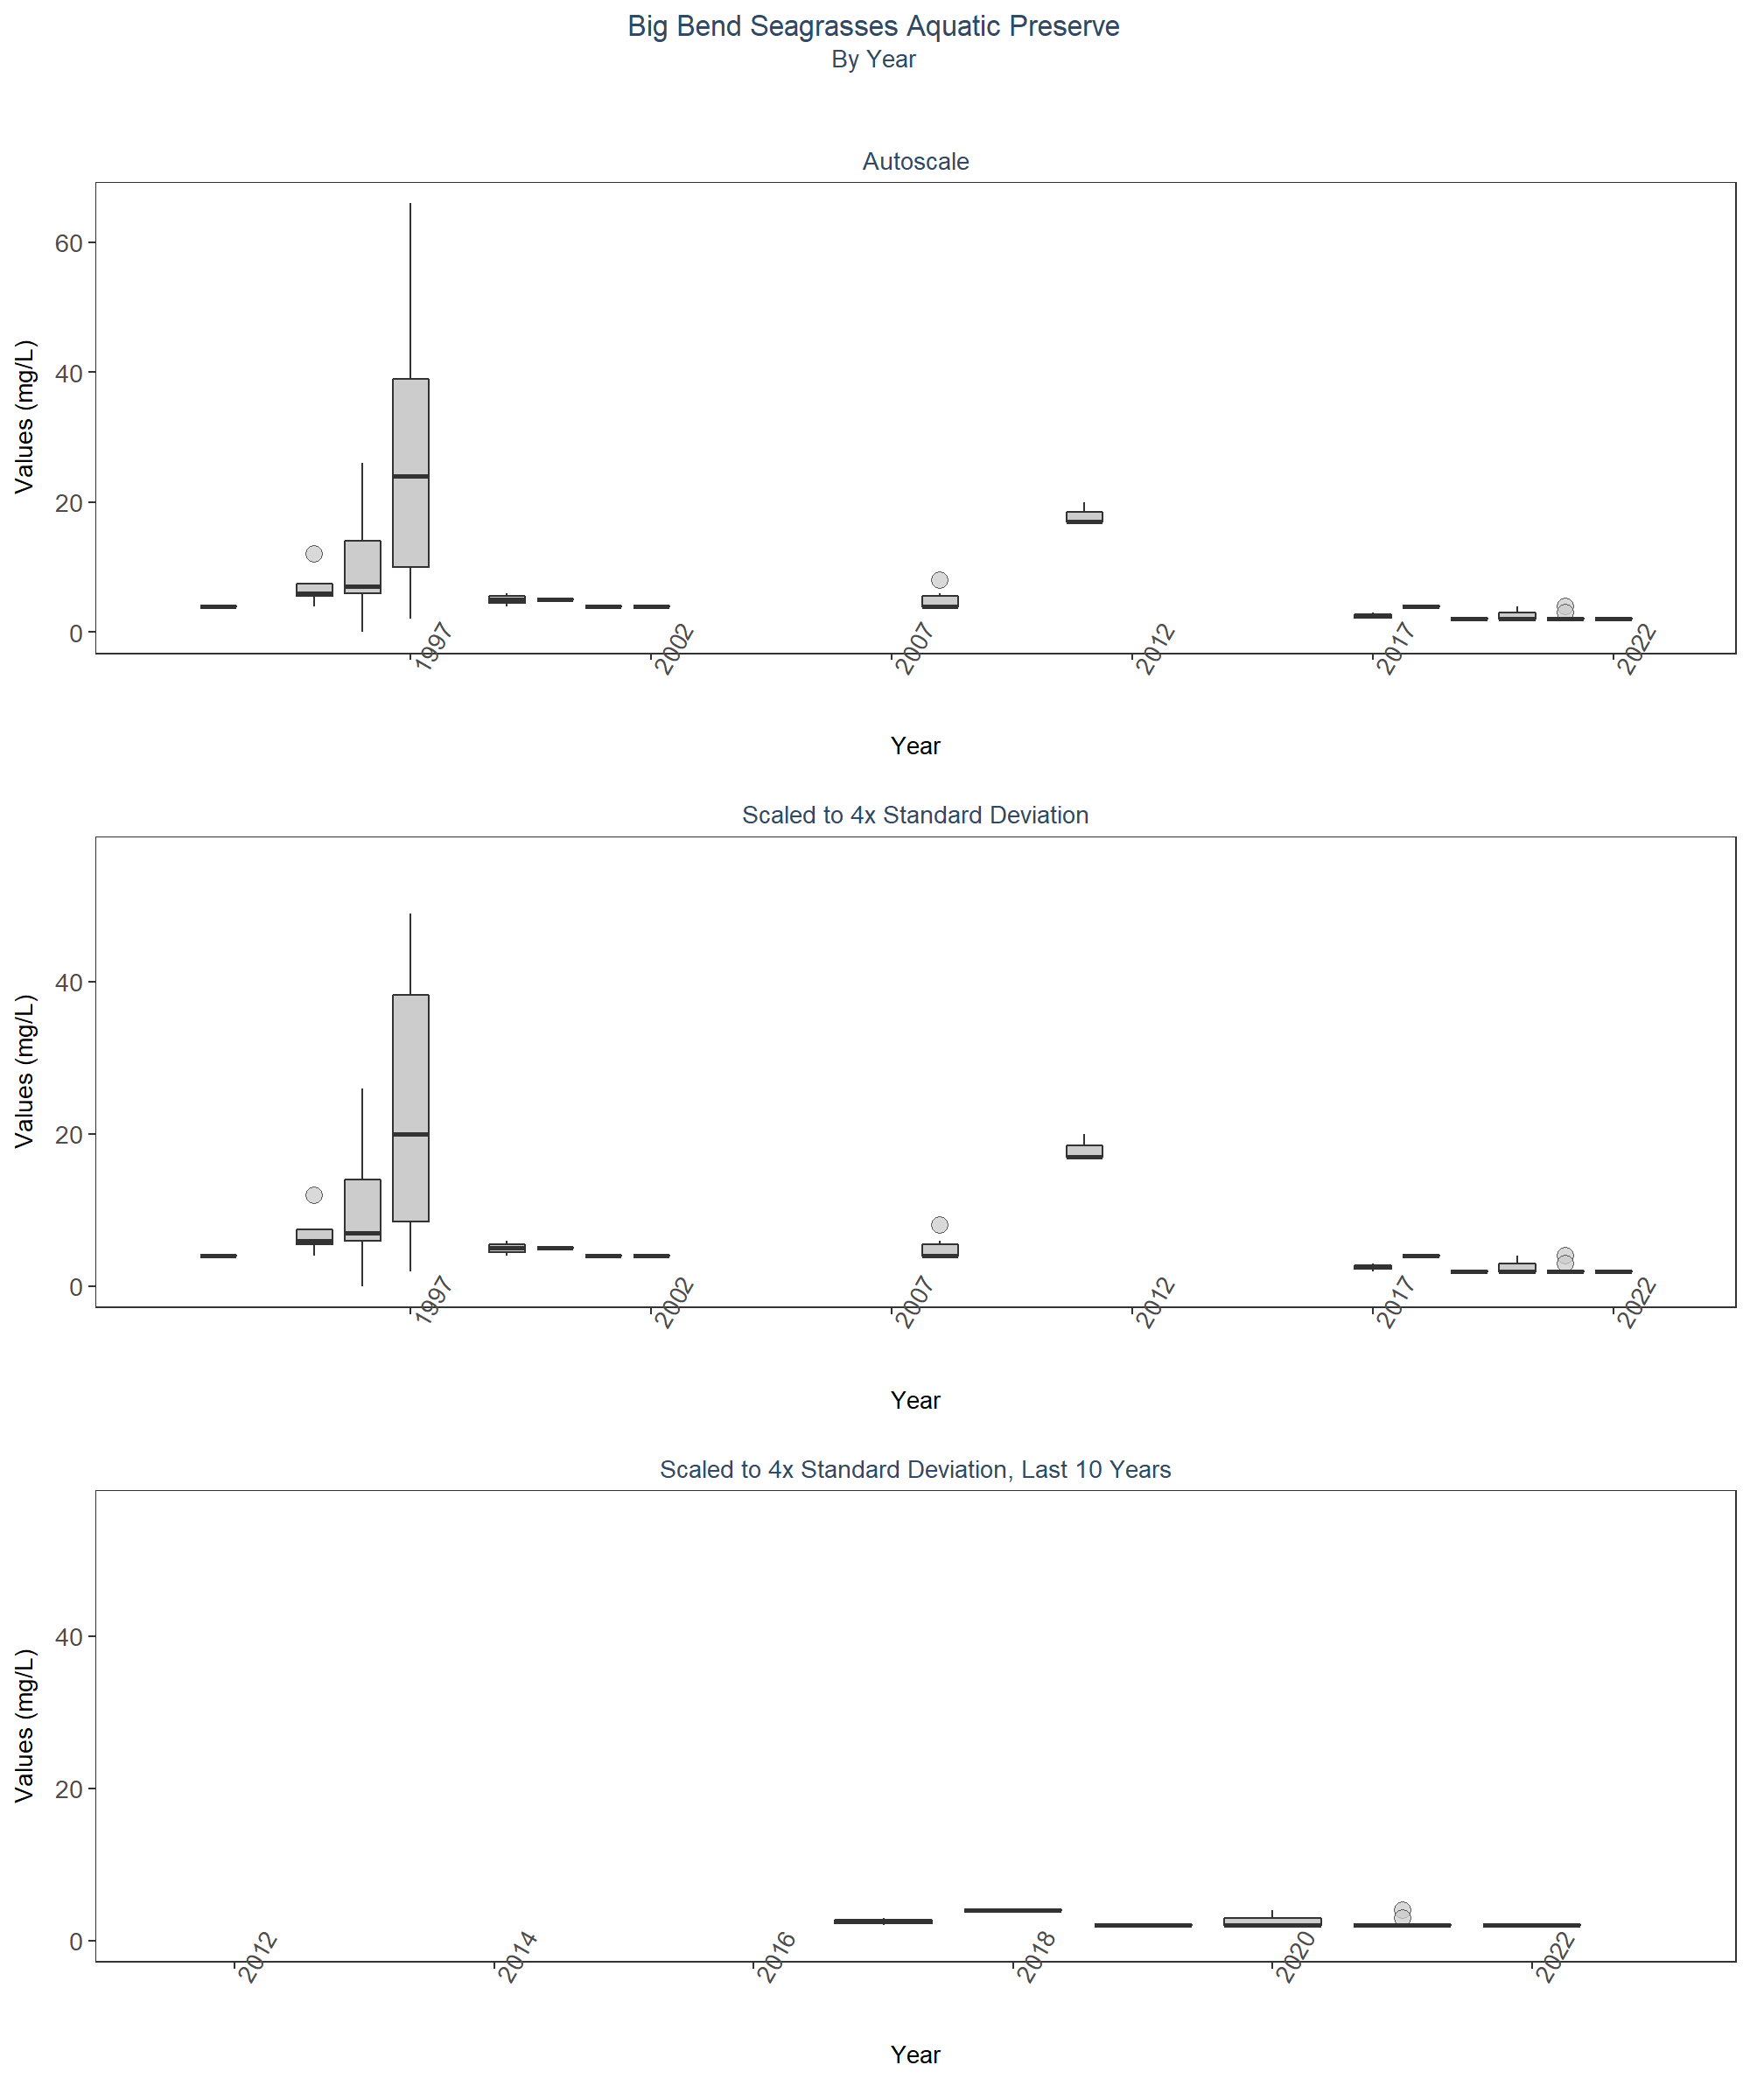 Big Bend Seagrasses Aquatic Preserve
By Year
Autoscale
Values (mg/L)
60
40
20
0
1997 2002 2007 2012 2017 2022
Year
Scaled to 4x Standard Deviation
Values (mg/L)
40
20
0
1997 2002 2007 2012 2017 2022
Year
Scaled to 4x Standard Deviation, Last 10 Years
Values (mg/L)
40
20
0
2012 2014 2016 2018 2020 2022
Year